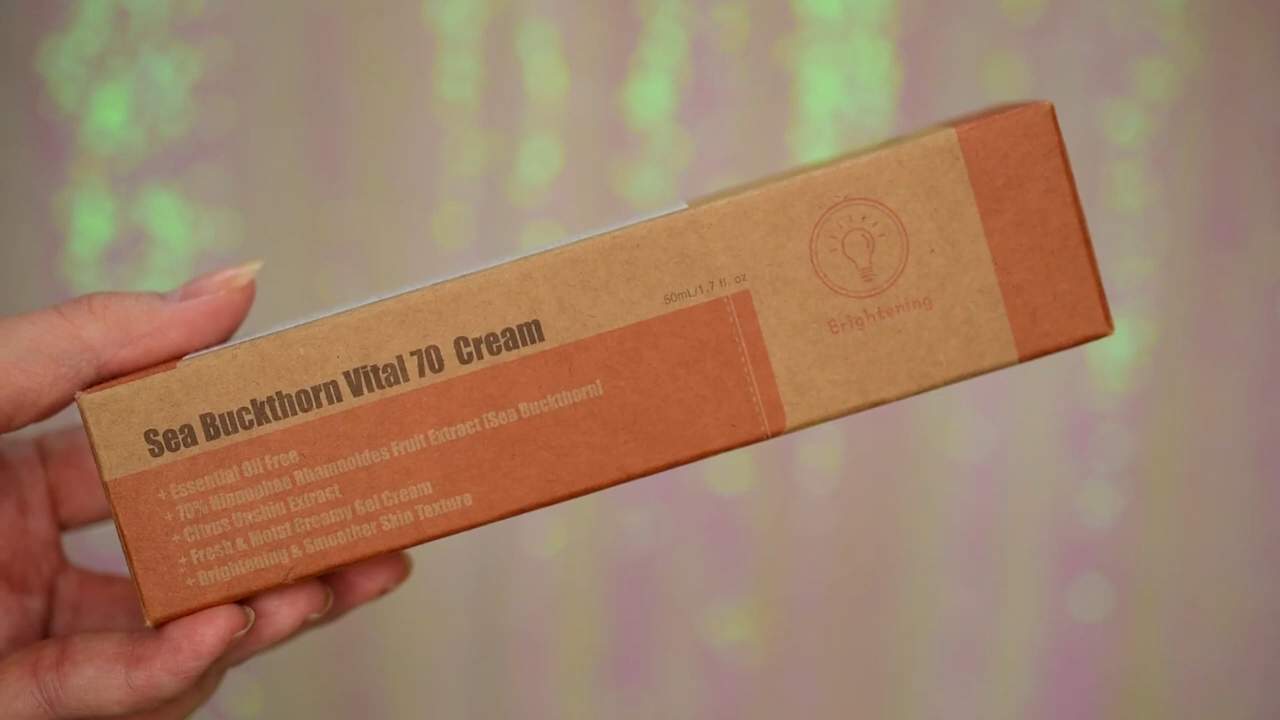 50mL/1.7 fl. oz
Sea Buckthorn Vital 70 Cream
+ Essential Oil Free
+ 70% Hippophae Rhamnoides Fruit Extract (Sea Buckthorn)
+ Citrus Unshiu Extract
+ Fresh & Moist Creamy Gel Cream
+ Brightening & Smoother Skin Texture
Brightening